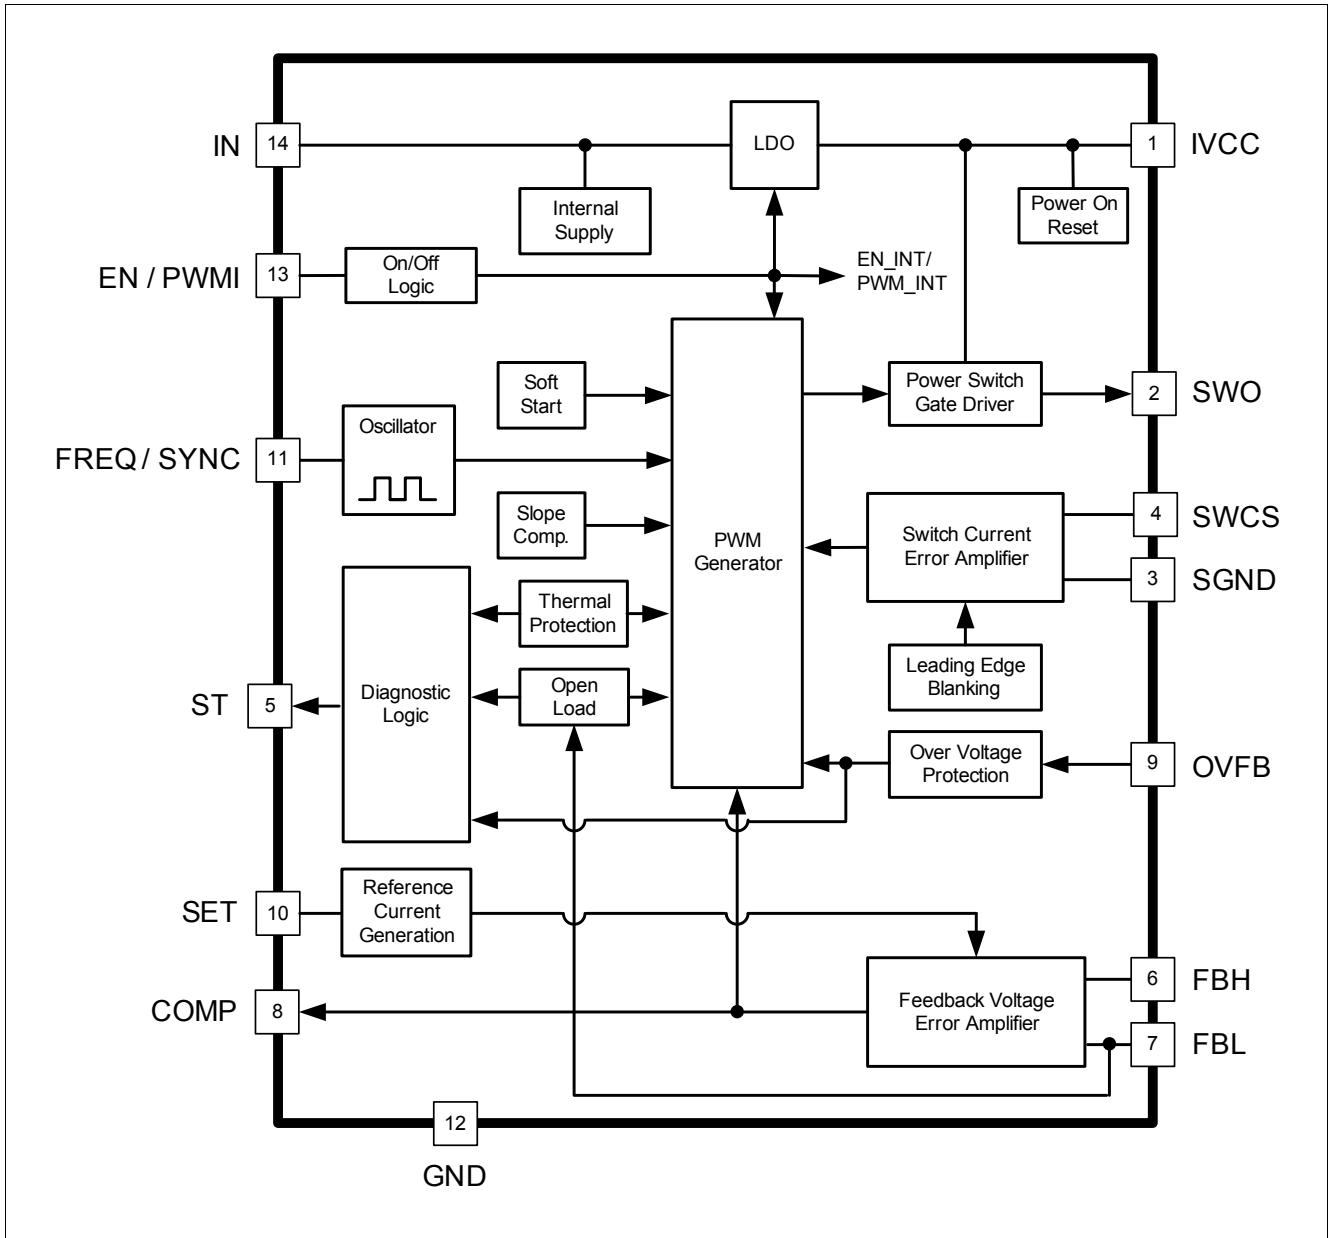 IN
14
LDO
1
IVCC
Internal
Supply
Power On
Reset
EN / PWMI
13
On/Off
Logic
EN_INT/
PWM_INT
Soft
Start
Power Switch
Gate Driver
2
SWO
FREQ / SYNC
11
Oscillator
Slope
Comp.
PWM
Generator
Switch Current
Error Amplifier
4
SWCS
3
SGND
Thermal
Protection
Leading Edge
Blanking
ST
5
Diagnostic
Logic
Open
Load
Over Voltage
Protection
9
OVFB
SET
10
Reference
Current
Generation
COMP
8
Feedback Voltage
Error Amplifier
6
FBH
7
FBL
12
GND